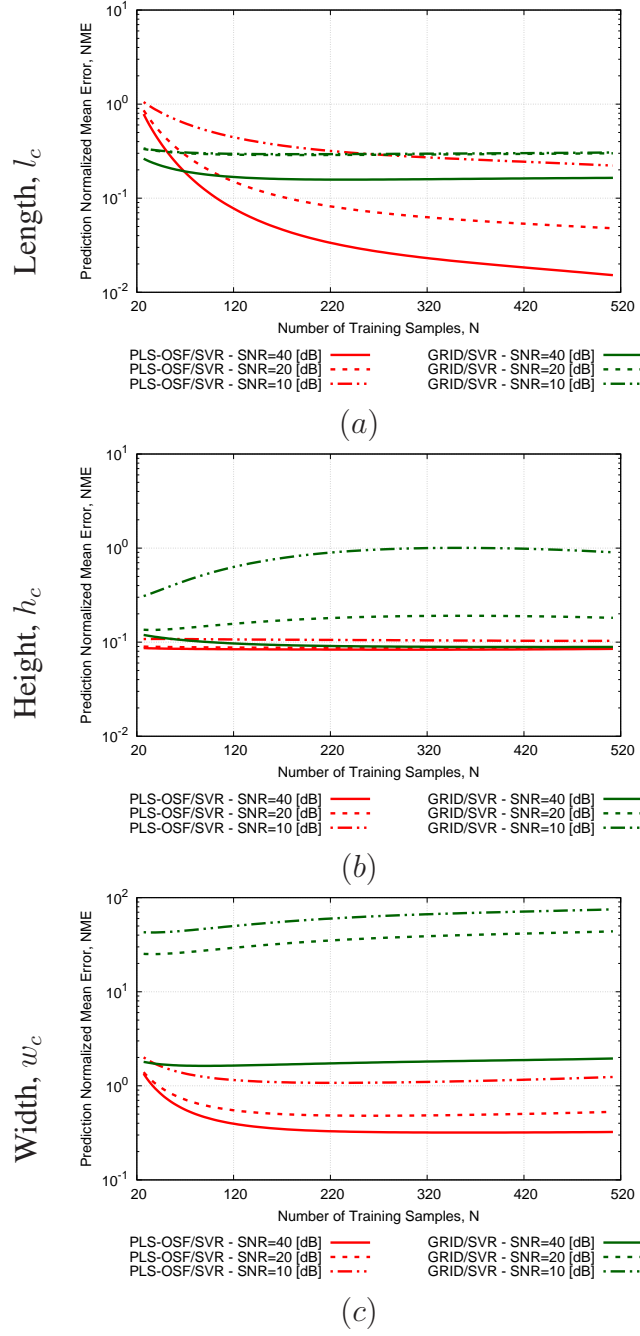 Length, l_c
Prediction Normalized Mean Error, NME
10^1
10^0
10^-1
10^-2
20 120 220 320 420 520
Number of Training Samples, N
PLS-OSF/SVR - SNR=40 [dB] GRID/SVR - SNR=40 [dB]
PLS-OSF/SVR - SNR=20 [dB] GRID/SVR - SNR=20 [dB]
PLS-OSF/SVR - SNR=10 [dB] GRID/SVR - SNR=10 [dB]
(a)
Height, h_c
Prediction Normalized Mean Error, NME
10^1
10^0
10^-1
10^-2
20 120 220 320 420 520
Number of Training Samples, N
PLS-OSF/SVR - SNR=40 [dB] GRID/SVR - SNR=40 [dB]
PLS-OSF/SVR - SNR=20 [dB] GRID/SVR - SNR=20 [dB]
PLS-OSF/SVR - SNR=10 [dB] GRID/SVR - SNR=10 [dB]
(b)
Width, w_c
Prediction Normalized Mean Error, NME
10^2
10^1
10^0
10^-1
20 120 220 320 420 520
Number of Training Samples, N
PLS-OSF/SVR - SNR=40 [dB] GRID/SVR - SNR=40 [dB]
PLS-OSF/SVR - SNR=20 [dB] GRID/SVR - SNR=20 [dB]
PLS-OSF/SVR - SNR=10 [dB] GRID/SVR - SNR=10 [dB]
(c)